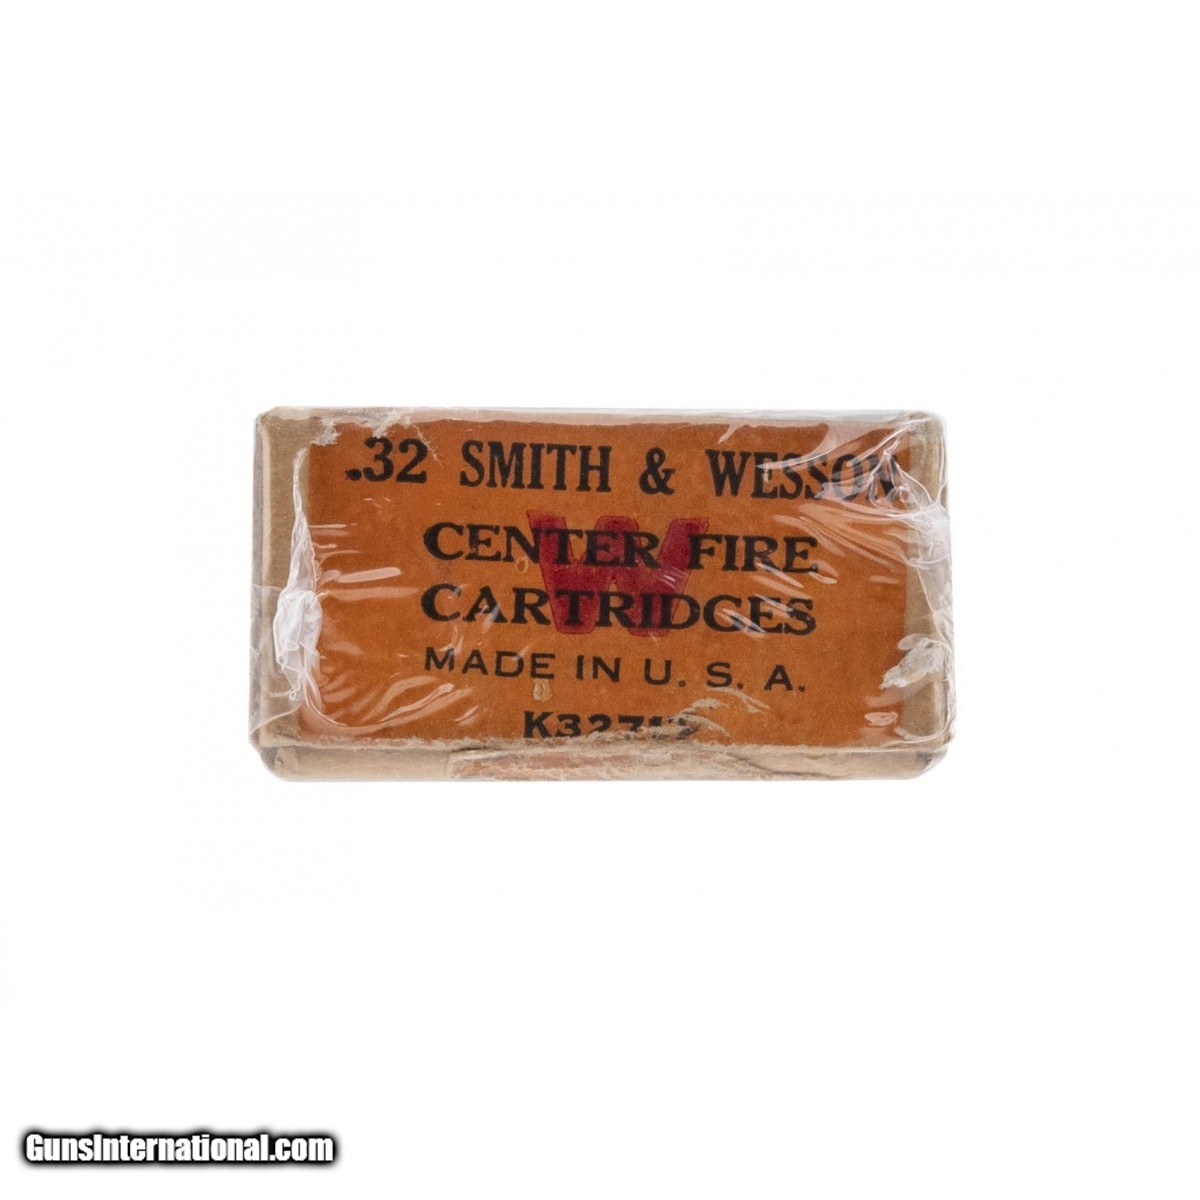 .32 SMITH & WESSON
W
CENTER FIRE
CARTRIDGES
MADE IN U. S. A.
GunsInternational.com